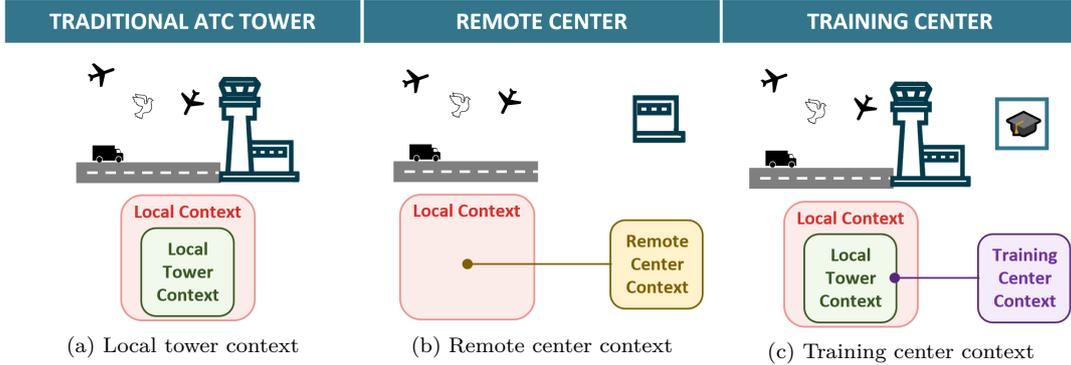 TRADITIONAL ATC TOWER
REMOTE CENTER
TRAINING CENTER
Local Context
Local
Tower
Context
(a) Local tower context
Local Context
Remote
Center
Context
(b) Remote center context
Local Context
Local
Tower
Context
Training
Center
Context
(c) Training center context